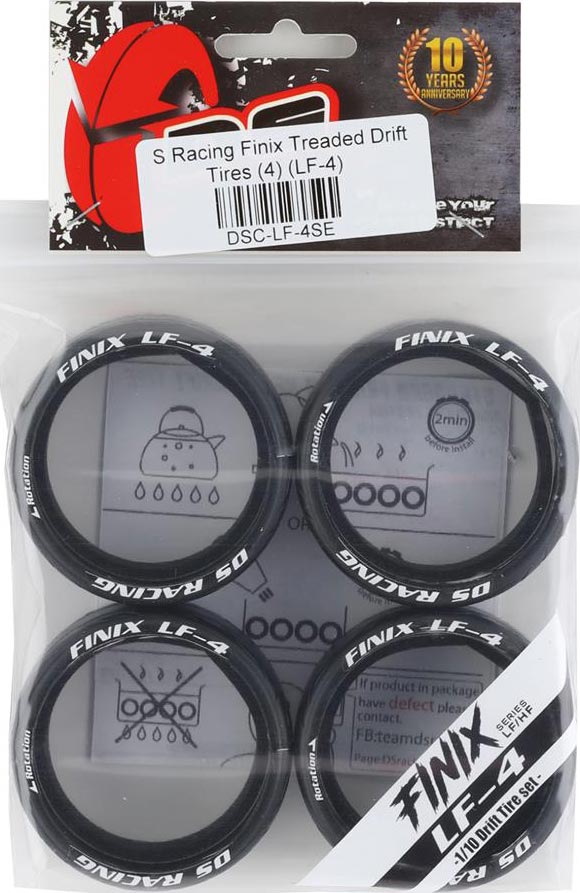 10
YEARS
ANNIVERSARY
S Racing Finix Treaded Drift
Tires (4) (LF-4)
DSC-LF-4SE
FINIX LF-4
Rotation
DS RACING
FINIX LF-4
Rotation
DS RACING
2min
before install
OR
FINIX LF-4
Rotation
DS RACING
FINIX LF-4
Rotation
DS RACING
If product in package
have defect
contact.
FINIX
SERIES
LF/HF
LF-4
-1/10 Drift Tire set-